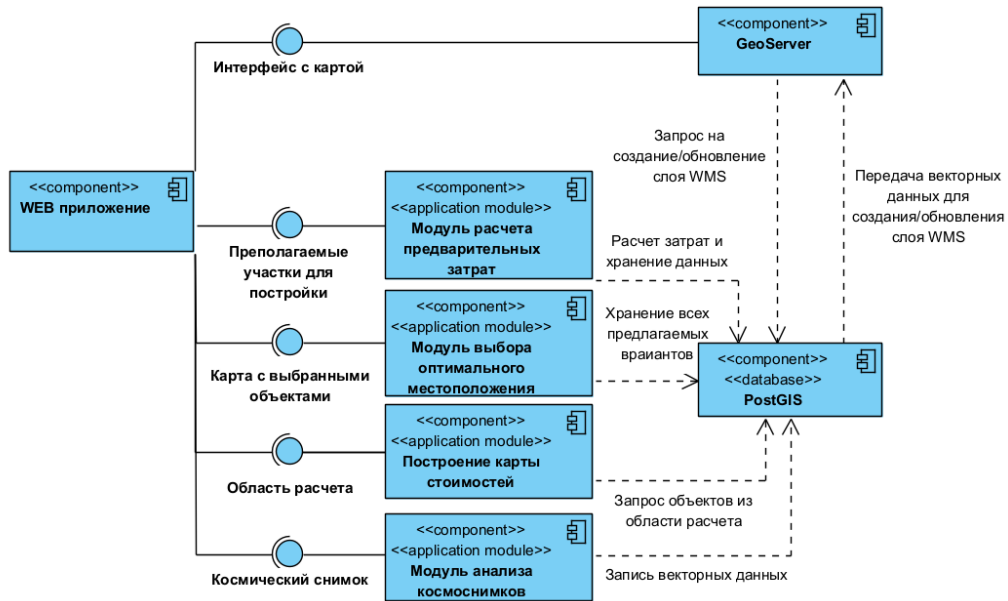 <<component>>
GeoServer
Интерфейс с картой
Запрос на
создание/обновление
слоя WMS
Передача векторных
данных для
создания/обновления
слоя WMS
<<component>>
WEB приложение
<<component>>
<<application module>>
Модуль расчета
предварительных
затрат
Преполагаемые
участки для
постройки
Расчет затрат и
хранение данных
<<component>>
<<application module>>
Модуль выбора
оптимального
местоположения
Хранение всех
предлагаемых
враиантов
Карта с выбранными
объектами
<<component>>
<<database>>
PostGIS
<<component>>
<<application module>>
Построение карты
стоимостей
Область расчета
Запрос объектов из
области расчета
<<component>>
<<application module>>
Модуль анализа
космоснимков
Космический снимок
Запись векторных данных